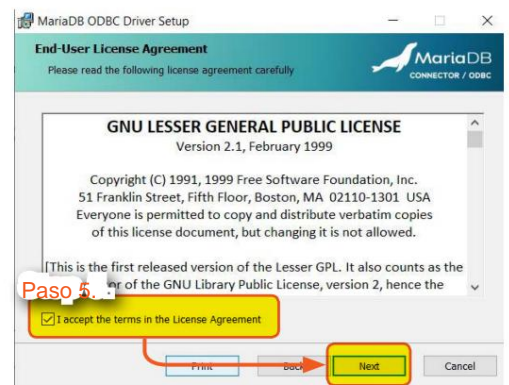 MariaDB ODBC Driver Setup
End-User License Agreement
Please read the following license agreement carefully
MariaDB
CONNECTOR / ODBC
GNU LESSER GENERAL PUBLIC LICENSE
Version 2.1, February 1999
Copyright (C) 1991, 1999 Free Software Foundation, Inc.
51 Franklin Street, Fifth Floor, Boston, MA 02110-1301 USA
Everyone is permitted to copy and distribute verbatim copies
of this license document, but changing it is not allowed.
[This is the first released version of the Lesser GPL. It also counts as the
Paso 5.
of the GNU Library Public License, version 2, hence the
I accept the terms in the License Agreement
Print
Back
Next
Cancel